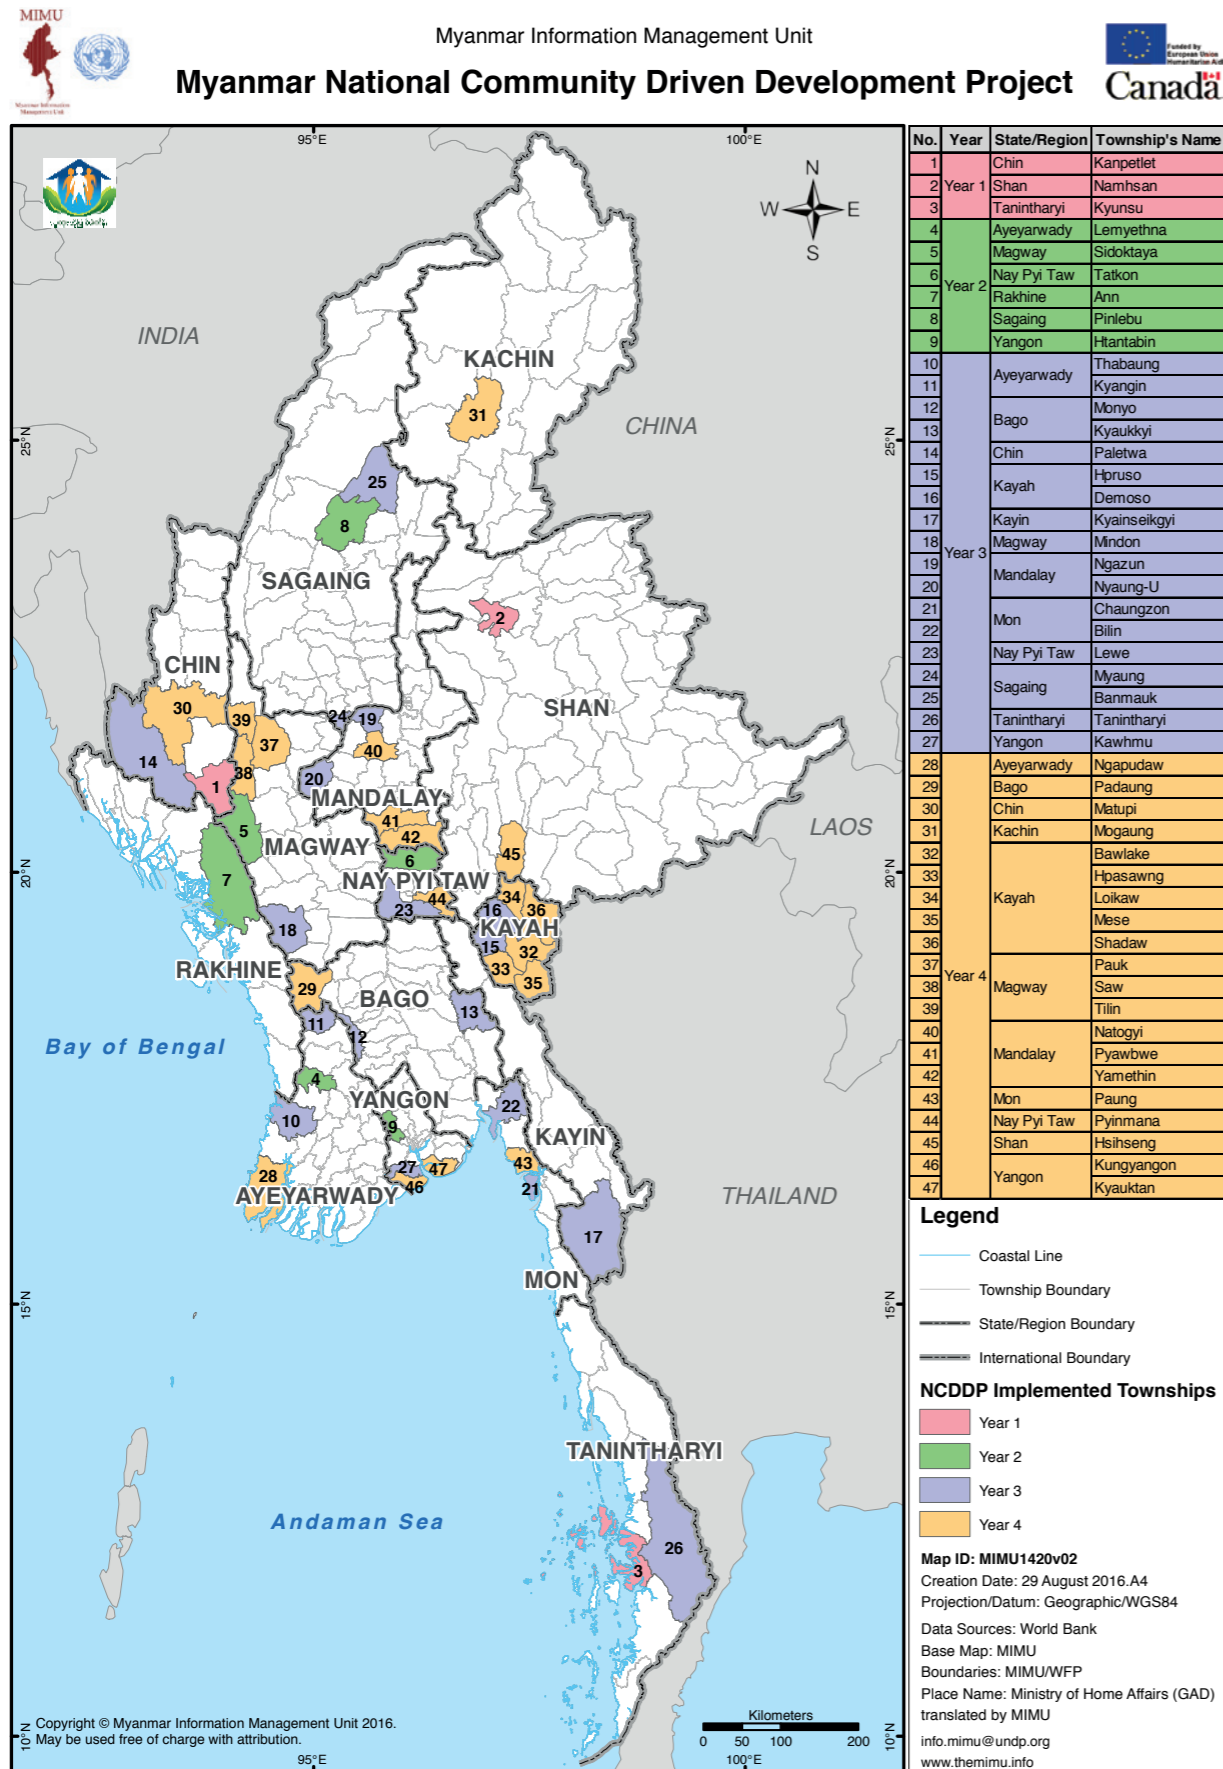 MIMU
Myanmar Information
Management Unit
Myanmar Information Management Unit
Myanmar National Community Driven Development Project
Funded by
European Union
Humanitarian Aid
Canada
95°E
100°E
N
W E
S
INDIA
KACHIN
31
CHINA
25°N
25°N
25
8
SAGAING
2
CHIN
30
39
24
19
SHAN
37
40
14
38
20
1
MANDALAY
41
5
42
LAOS
MAGWAY
45
6
20°N
20°N
7
NAY PYI TAW
44
34
23
16
36
18
KAYAH
15
32
RAKHINE
33
29
35
BAGO
11
13
12
Bay of Bengal
4
YANGON
22
10
9
KAYIN
43
28
27
47
21
AYEYARWADY
46
THAILAND
17
MON
15°N
15°N
TANINTHARYI
Andaman Sea
26
3
Copyright © Myanmar Information Management Unit 2016.
May be used free of charge with attribution.
Kilometers
0 50 100 200
10°N
10°N
95°E
100°E
No. Year State/Region Township's Name
1 Year 1 Chin Kanpetlet
2 Shan Namhsan
3 Tanintharyi Kyunsu
4 Year 2 Ayeyarwady Lemyethna
5 Magway Sidoktaya
6 Nay Pyi Taw Tatkon
7 Rakhine Ann
8 Sagaing Pinlebu
9 Yangon Htantabin
10 Year 3 Ayeyarwady Thabaung
11 Kyangin
12 Bago Monyo
13 Kyaukkyi
14 Chin Paletwa
15 Kayah Hpruso
16 Demoso
17 Kayin Kyainseikgyi
18 Magway Mindon
19 Mandalay Ngazun
20 Nyaung-U
21 Mon Chaungzon
22 Bilin
23 Nay Pyi Taw Lewe
24 Sagaing Myaung
25 Banmauk
26 Tanintharyi Tanintharyi
27 Yangon Kawhmu
28 Year 4 Ayeyarwady Ngapudaw
29 Bago Padaung
30 Chin Matupi
31 Kachin Mogaung
32 Kayah Bawlake
33 Hpasawng
34 Loikaw
35 Mese
36 Shadaw
37 Magway Pauk
38 Saw
39 Tilin
40 Mandalay Natogyi
41 Pyawbwe
42 Yamethin
43 Mon Paung
44 Nay Pyi Taw Pyinmana
45 Shan Hsihseng
46 Yangon Kungyangon
47 Kyauktan
Legend
Coastal Line
Township Boundary
State/Region Boundary
International Boundary
NCDDP Implemented Townships
Year 1
Year 2
Year 3
Year 4
Map ID: MIMU1420v02
Creation Date: 29 August 2016.A4
Projection/Datum: Geographic/WGS84
Data Sources: World Bank
Base Map: MIMU
Boundaries: MIMU/WFP
Place Name: Ministry of Home Affairs (GAD)
translated by MIMU
info.mimu@undp.org
www.themimu.info